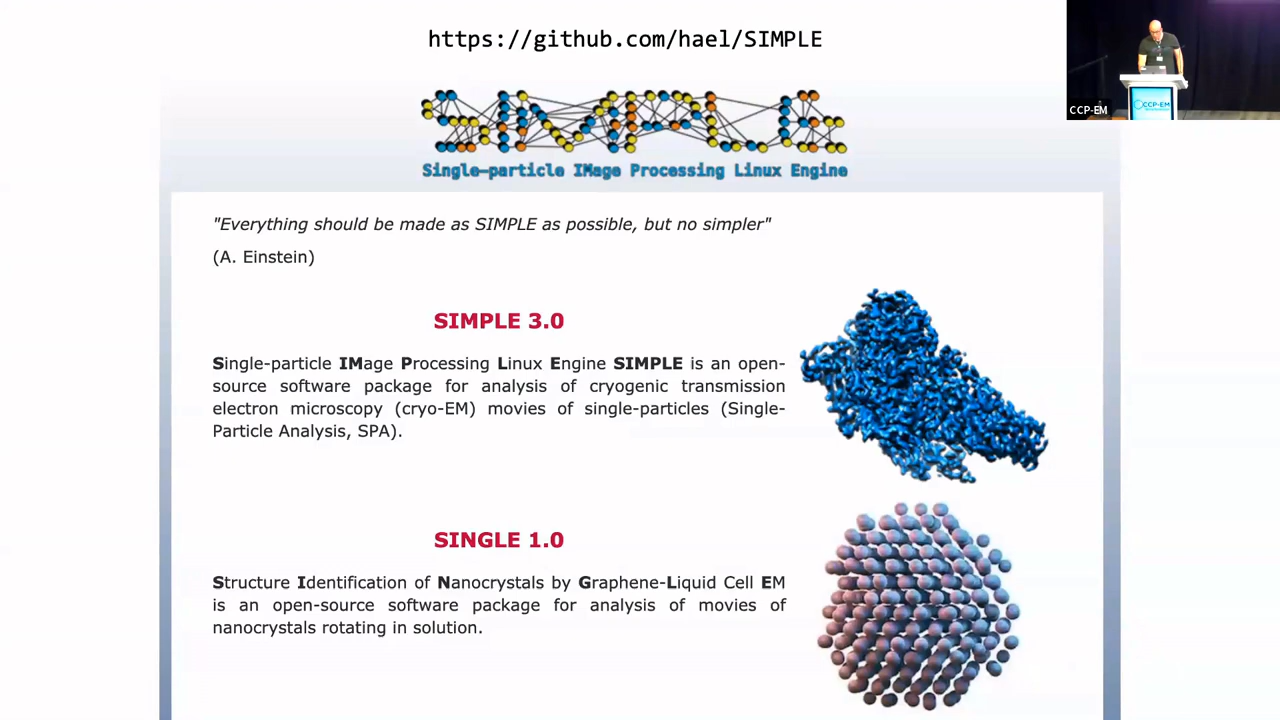 https://github.com/hael/SIMPLE
SIMPLE
Single-particle IMage Processing Linux Engine
CCP-EM
CCP-EM
"Everything should be made as SIMPLE as possible, but no simpler"
(A. Einstein)
SIMPLE 3.0
Single-particle IMage Processing Linux Engine SIMPLE is an open-
source software package for analysis of cryogenic transmission
electron microscopy (cryo-EM) movies of single-particles (Single-
Particle Analysis, SPA).
SINGLE 1.0
Structure Identification of Nanocrystals by Graphene-Liquid Cell EM
is an open-source software package for analysis of movies of
nanocrystals rotating in solution.